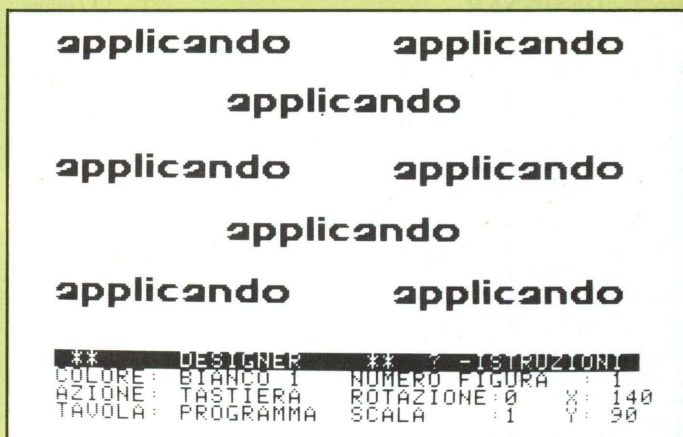 applicando applicando
applicando
applicando applicando
applicando
applicando applicando
** DESIGNER ** ? -ISTRUZIONI
COLORE: BIANCO 1 NUMERO FIGURA : 1
AZIONE: TASTIERA ROTAZIONE:0 X: 140
TAVOLA: PROGRAMMA SCALA :1 Y: 90